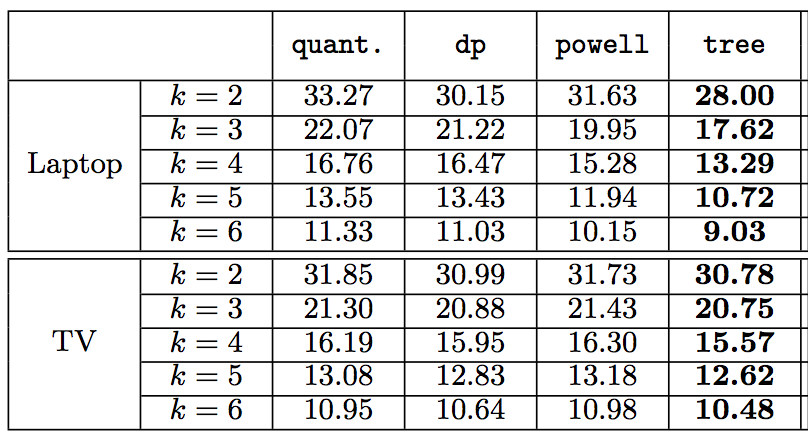 quant. dp powell tree
k = 2 33.27 30.15 31.63 28.00
k = 3 22.07 21.22 19.95 17.62
Laptop k = 4 16.76 16.47 15.28 13.29
k = 5 13.55 13.43 11.94 10.72
k = 6 11.33 11.03 10.15 9.03
k = 2 31.85 30.99 31.73 30.78
k = 3 21.30 20.88 21.43 20.75
TV k = 4 16.19 15.95 16.30 15.57
k = 5 13.08 12.83 13.18 12.62
k = 6 10.95 10.64 10.98 10.48